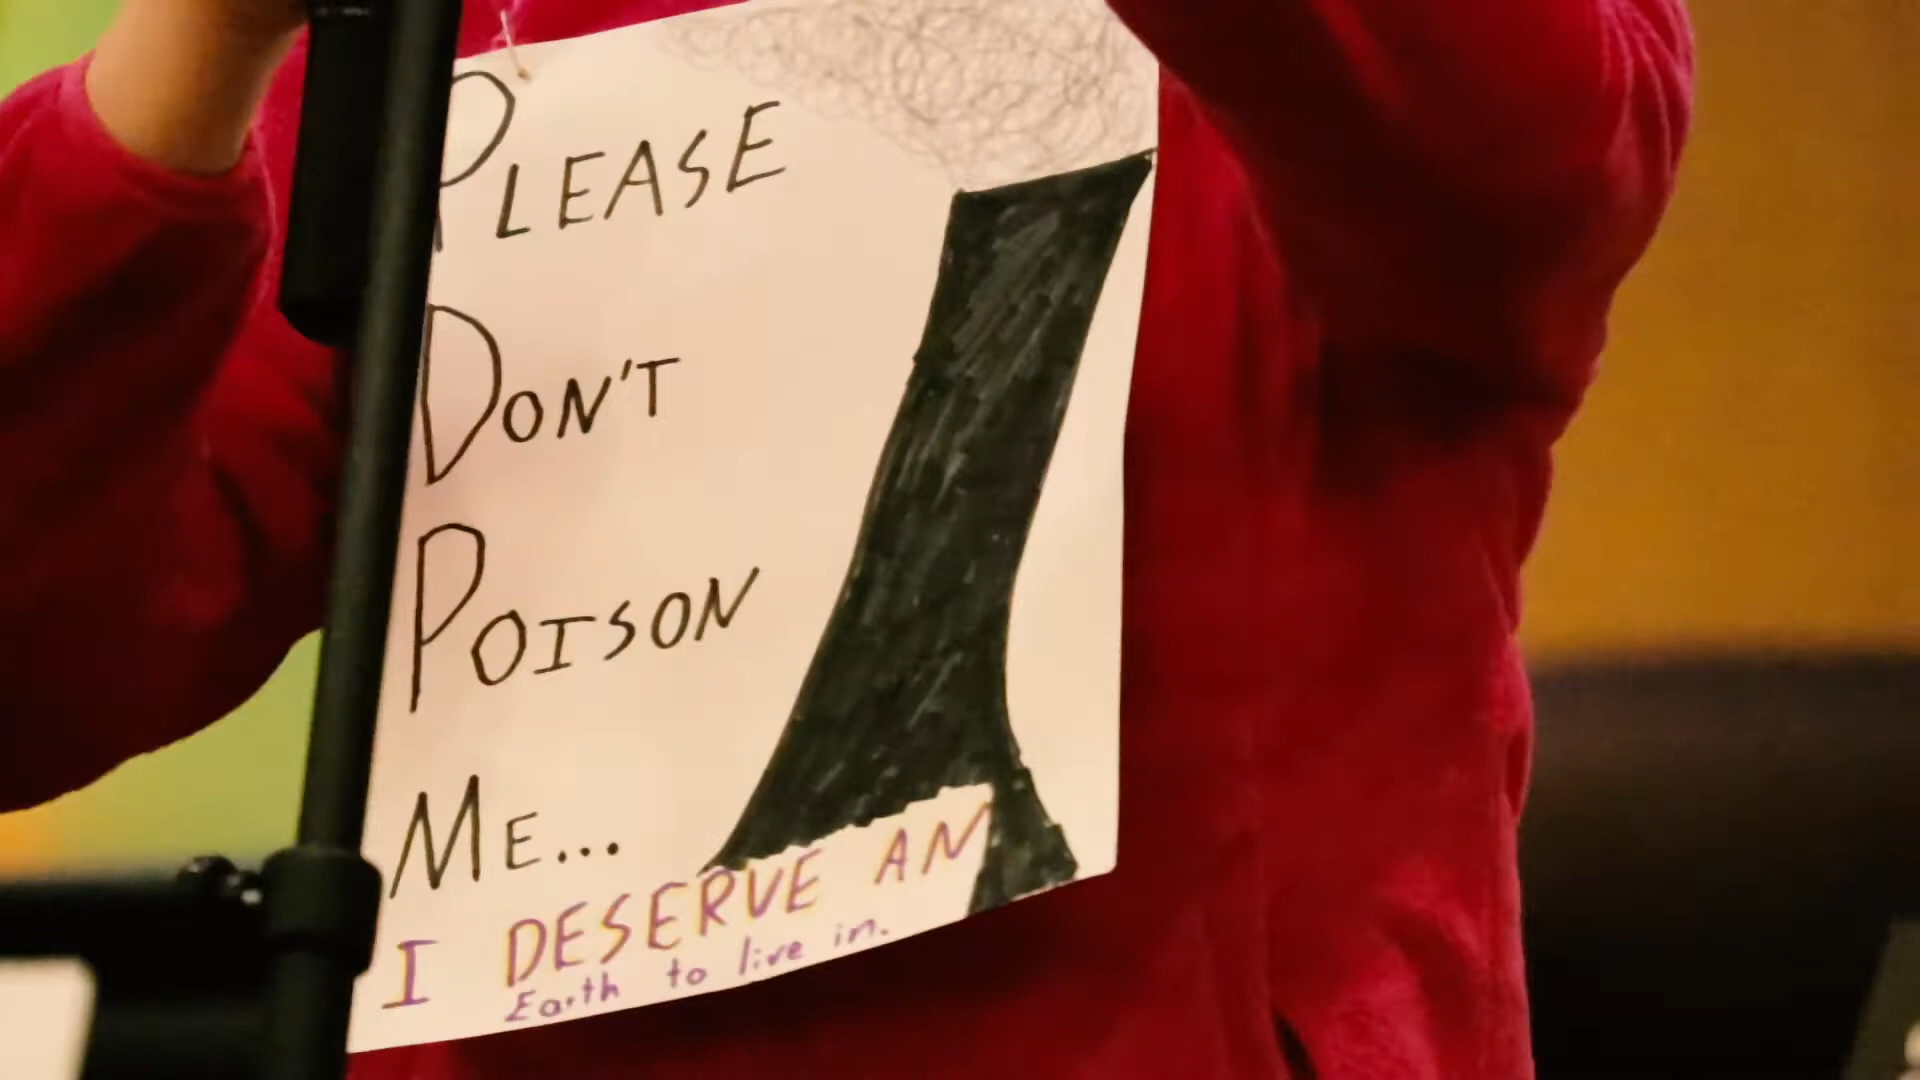 PLEASE
DON'T
POISON
ME...
I DESERVE AN
Earth to live in.